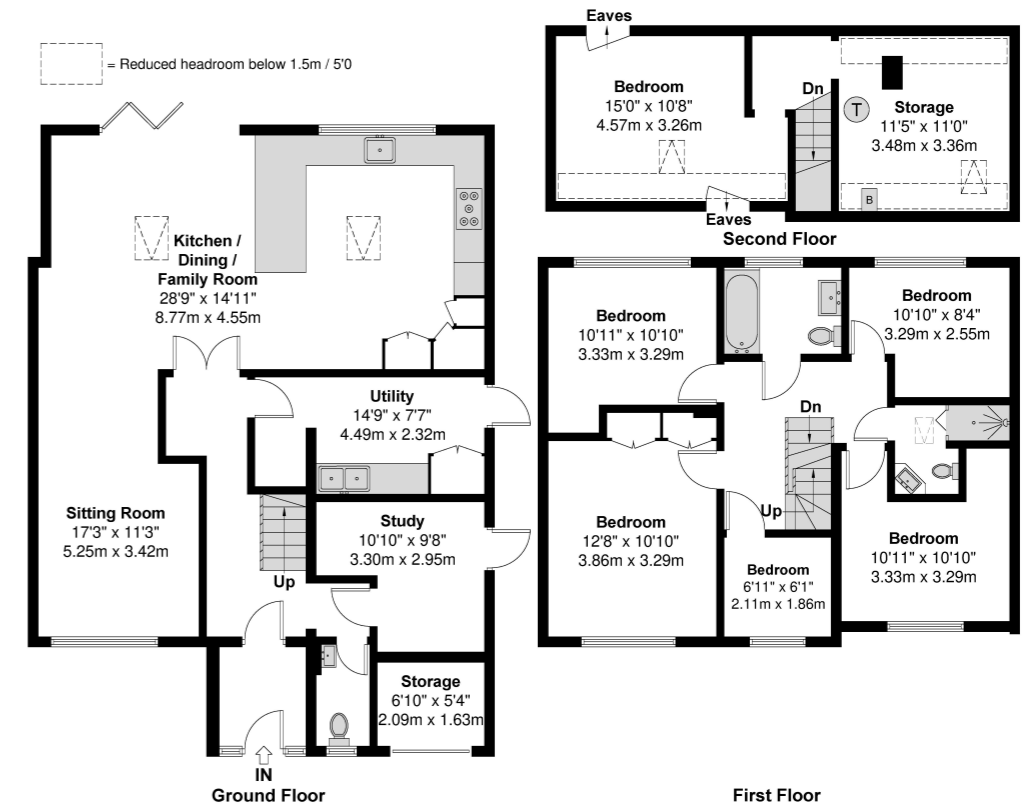 = Reduced headroom below 1.5m / 5'0
Kitchen /
Dining /
Family Room
28'9" x 14'11"
8.77m x 4.55m
Utility
14'9" x 7'7"
4.49m x 2.32m
Sitting Room
17'3" x 11'3"
5.25m x 3.42m
Study
10'10" x 9'8"
3.30m x 2.95m
Up
Storage
6'10" x 5'4"
2.09m x 1.63m
IN
Ground Floor
Eaves
Bedroom
15'0" x 10'8"
4.57m x 3.26m
Dn
T
Storage
11'5" x 11'0"
3.48m x 3.36m
B
Eaves
Second Floor
Bedroom
10'11" x 10'10"
3.33m x 3.29m
Bedroom
10'10" x 8'4"
3.29m x 2.55m
Dn
Up
Bedroom
12'8" x 10'10"
3.86m x 3.29m
Bedroom
6'11" x 6'1"
2.11m x 1.86m
Bedroom
10'11" x 10'10"
3.33m x 3.29m
First Floor